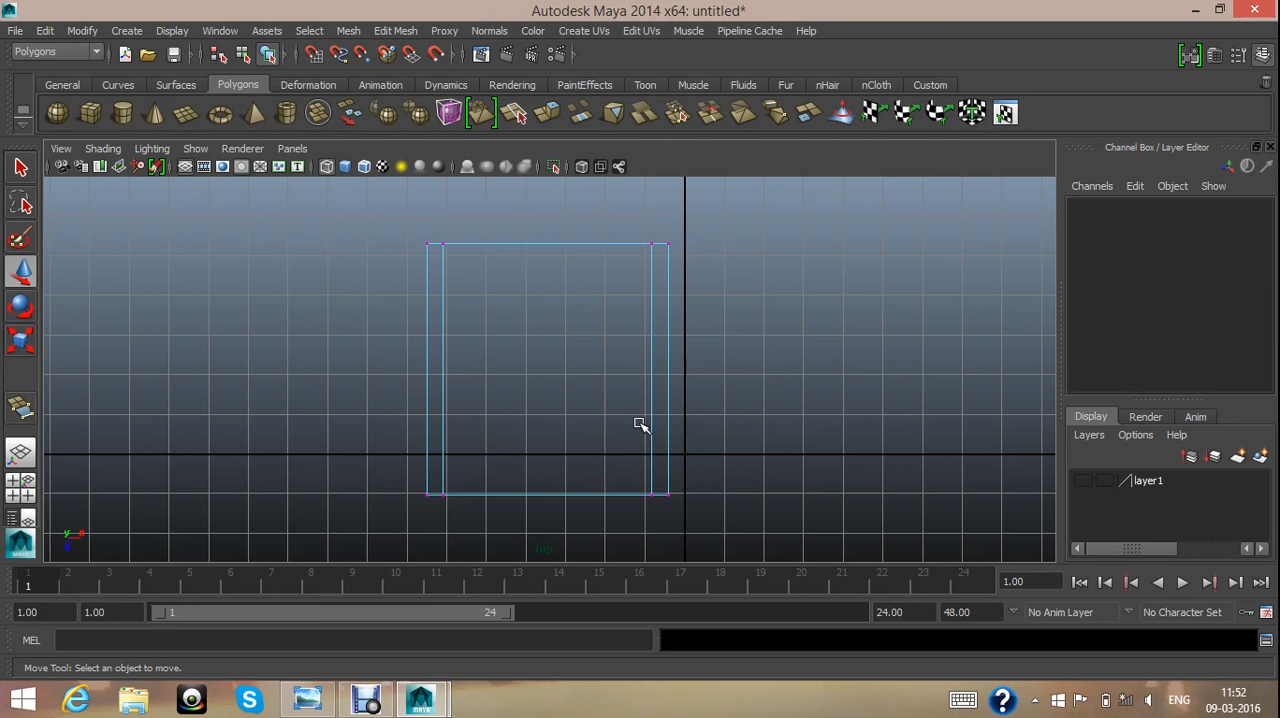 Autodesk Maya 2014 x64: untitled*
File Edit Modify Create Display Window Assets Select Mesh Edit Mesh Proxy Normals Color Create UVs Edit UVs Muscle Pipeline Cache Help
Polygons
General Curves Surfaces Polygons Deformation Animation Dynamics Rendering PaintEffects Toon Muscle Fluids Fur nHair nCloth Custom
View Shading Lighting Show Renderer Panels
Channel Box / Layer Editor
Channels Edit Object Show
top
Display Render Anim
Layers Options Help
layer1
1 2 3 4 5 6 7 8 9 10 11 12 13 14 15 16 17 18 19 20 21 22 23 24
1 1.00
1.00 1.00 1 24 24.00 48.00 No Anim Layer No Character Set
MEL
Move Tool: Select an object to move.
ENG 11:52
09-03-2016